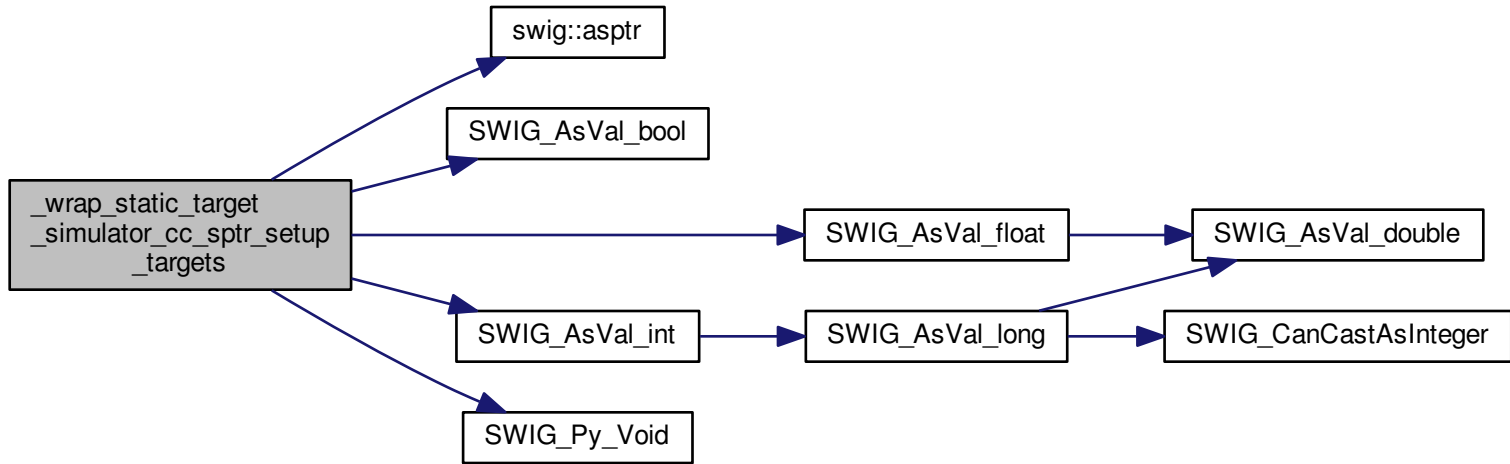 swig::asptr
SWIG_AsVal_bool
_wrap_static_target
_simulator_cc_sptr_setup
_targets
SWIG_AsVal_float
SWIG_AsVal_double
SWIG_AsVal_int
SWIG_AsVal_long
SWIG_CanCastAsInteger
SWIG_Py_Void